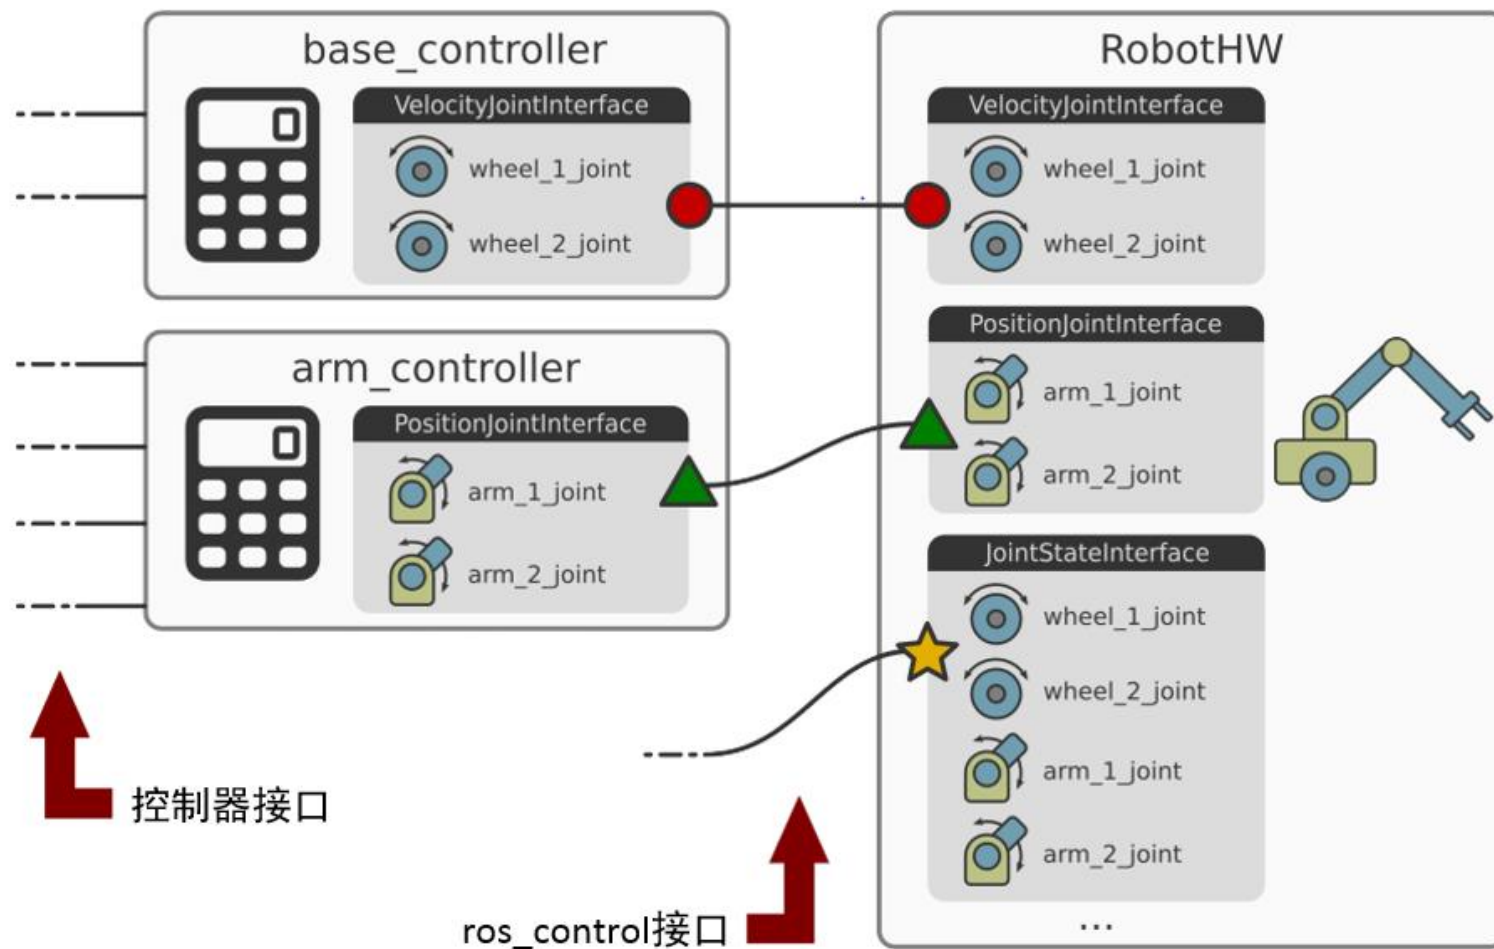 base_controller
0
VelocityJointInterface
wheel_1_joint
wheel_2_joint
arm_controller
0
PositionJointInterface
arm_1_joint
arm_2_joint
控制器接口
ros_control接口
RobotHW
VelocityJointInterface
wheel_1_joint
wheel_2_joint
PositionJointInterface
arm_1_joint
arm_2_joint
JointStateInterface
wheel_1_joint
wheel_2_joint
arm_1_joint
arm_2_joint
...